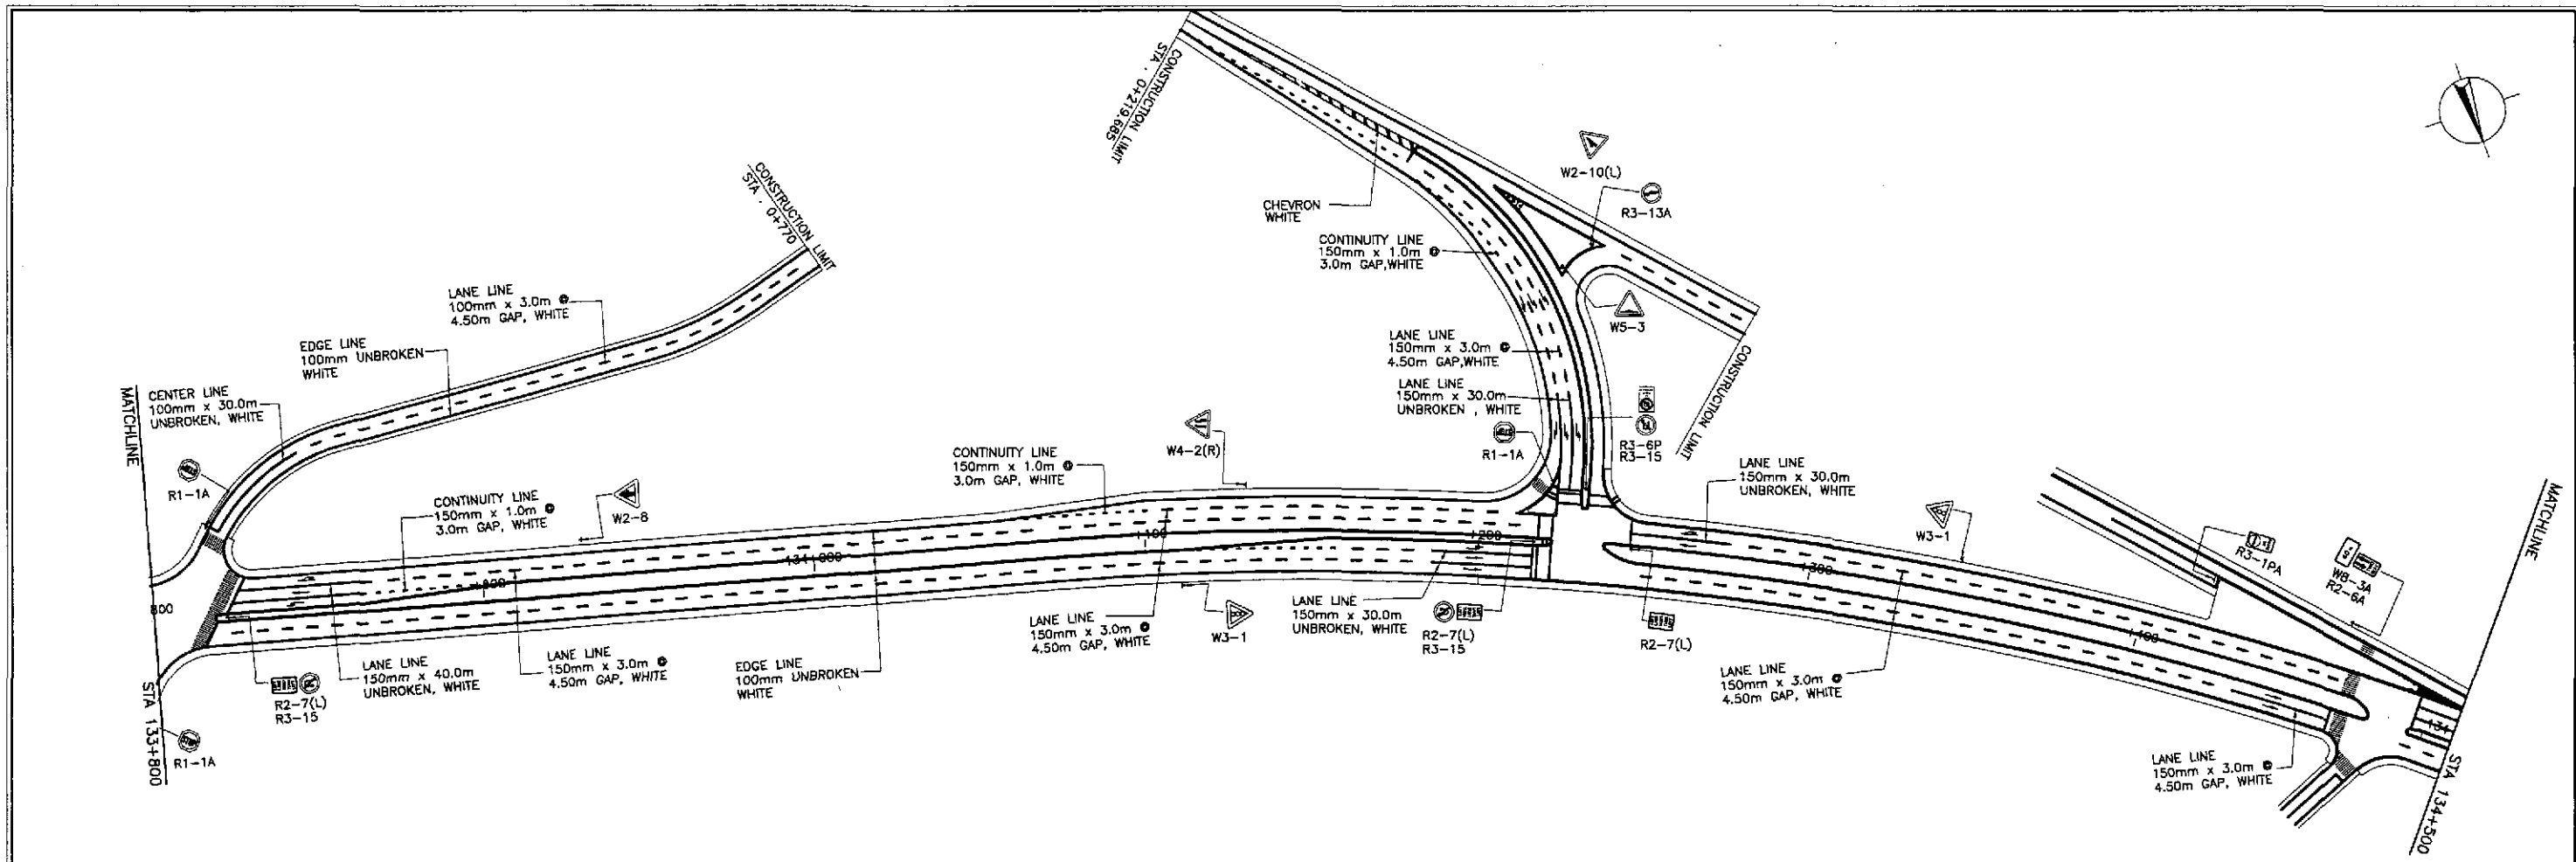 CONSTRUCTION LIMIT
STA . 0+219.685
CONSTRUCTION LIMIT
STA . 0+770
W2-10(L)
R3-13A
CHEVRON
WHITE
CONTINUITY LINE
150mm x 1.0m @
3.0m GAP,WHITE
LANE LINE
100mm x 3.0m @
4.50m GAP, WHITE
W5-3
EDGE LINE
100mm UNBROKEN
WHITE
LANE LINE
150mm x 3.0m @
4.50m GAP,WHITE
CONSTRUCTION LIMIT
MATCHLINE
CENTER LINE
100mm x 30.0m
UNBROKEN, WHITE
LANE LINE
150mm x 30.0m
UNBROKEN , WHITE
R1-1A
W4-2(R)
R1-1A
R3-6P
R3-15
CONTINUITY LINE
150mm x 1.0m @
3.0m GAP, WHITE
LANE LINE
150mm x 30.0m
UNBROKEN, WHITE
MATCHLINE
CONTINUITY LINE
150mm x 1.0m @
3.0m GAP, WHITE
W2-8
W3-1
R3-1PA
W8-3A
R2-6A
+100
+200
134+000
+900
+300
+400
800
134
LANE LINE
150mm x 40.0m
UNBROKEN, WHITE
LANE LINE
150mm x 3.0m @
4.50m GAP, WHITE
EDGE LINE
100mm UNBROKEN
WHITE
LANE LINE
150mm x 3.0m @
4.50m GAP, WHITE
W3-1
LANE LINE
150mm x 30.0m
UNBROKEN, WHITE
R2-7(L)
R3-15
R2-7(L)
LANE LINE
150mm x 3.0m @
4.50m GAP, WHITE
R2-7(L)
R3-15
STA 133+800
R1-1A
LANE LINE
150mm x 3.0m @
4.50m GAP, WHITE
STA 134+500